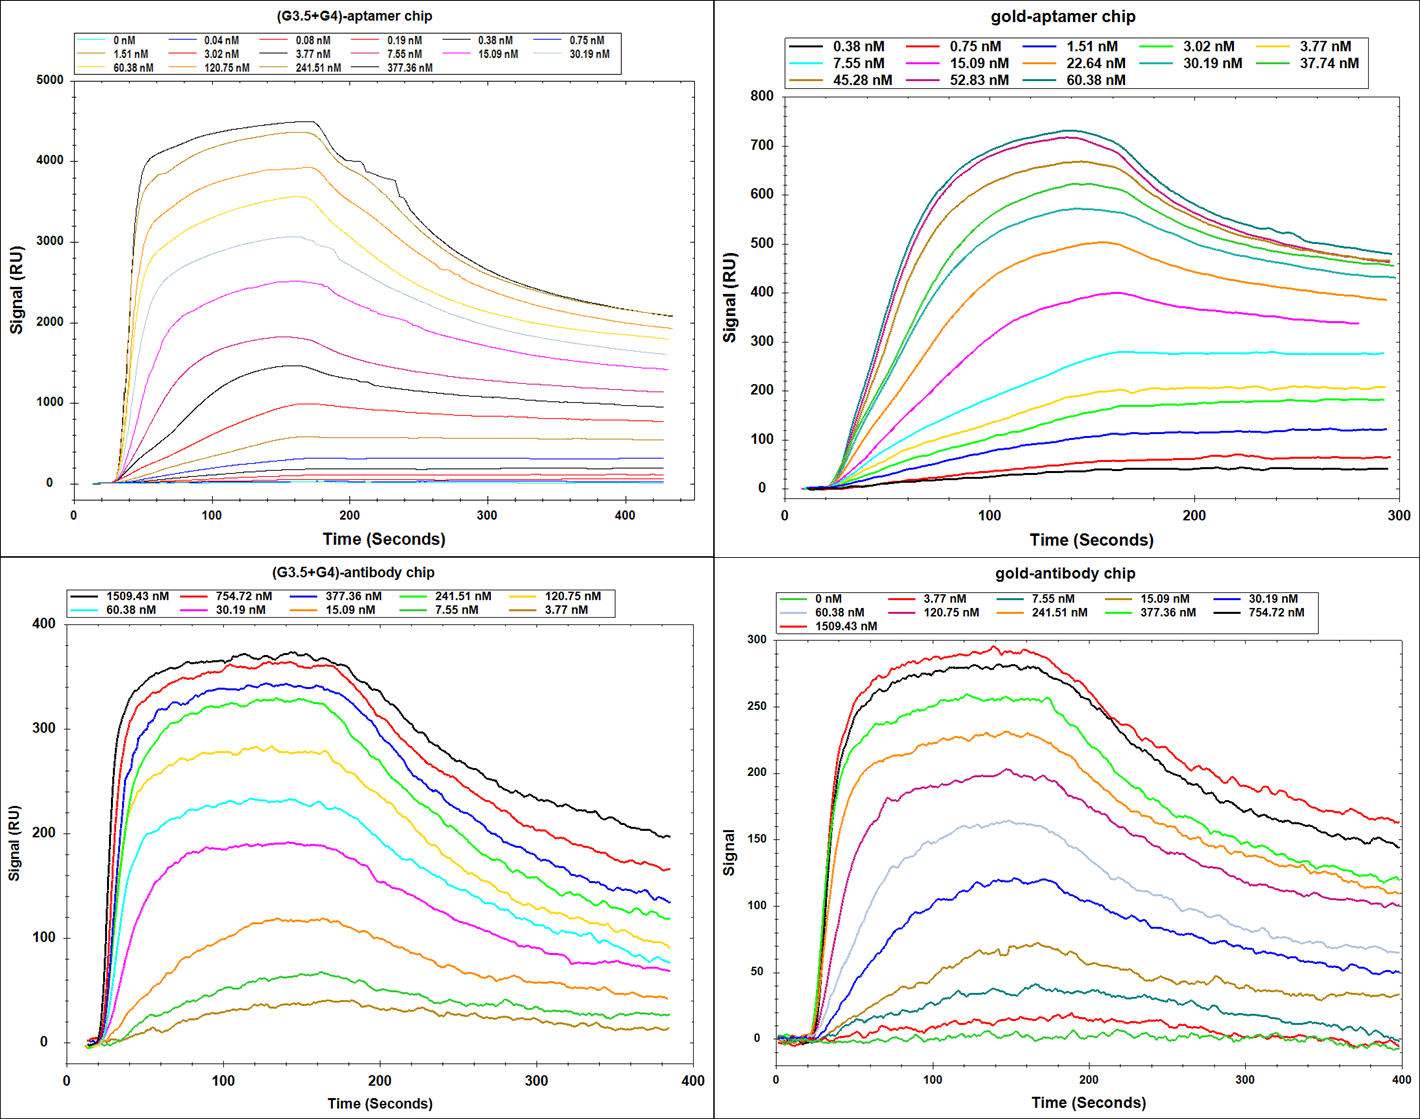 (G3.5+G4)-aptamer chip
0 nM 0.04 nM 0.08 nM 0.19 nM 0.38 nM 0.75 nM
1.51 nM 3.02 nM 3.77 nM 7.55 nM 15.09 nM 30.19 nM
60.38 nM 120.75 nM 241.51 nM 377.36 nM
5000
4000
3000
2000
1000
0
Signal (RU)
0 100 200 300 400
Time (Seconds)
gold-aptamer chip
0.38 nM 0.75 nM 1.51 nM 3.02 nM 3.77 nM
7.55 nM 15.09 nM 22.64 nM 30.19 nM 37.74 nM
45.28 nM 52.83 nM 60.38 nM
800
700
600
500
400
300
200
100
0
Signal (RU)
0 100 200 300
Time (Seconds)
(G3.5+G4)-antibody chip
1509.43 nM 754.72 nM 377.36 nM 241.51 nM 120.75 nM
60.38 nM 30.19 nM 15.09 nM 7.55 nM 3.77 nM
400
300
200
100
0
Signal (RU)
0 100 200 300 400
Time (Seconds)
gold-antibody chip
0 nM 3.77 nM 7.55 nM 15.09 nM 30.19 nM
60.38 nM 120.75 nM 241.51 nM 377.36 nM 754.72 nM
1509.43 nM
300
250
200
150
100
50
0
Signal
0 100 200 300 400
Time (Seconds)